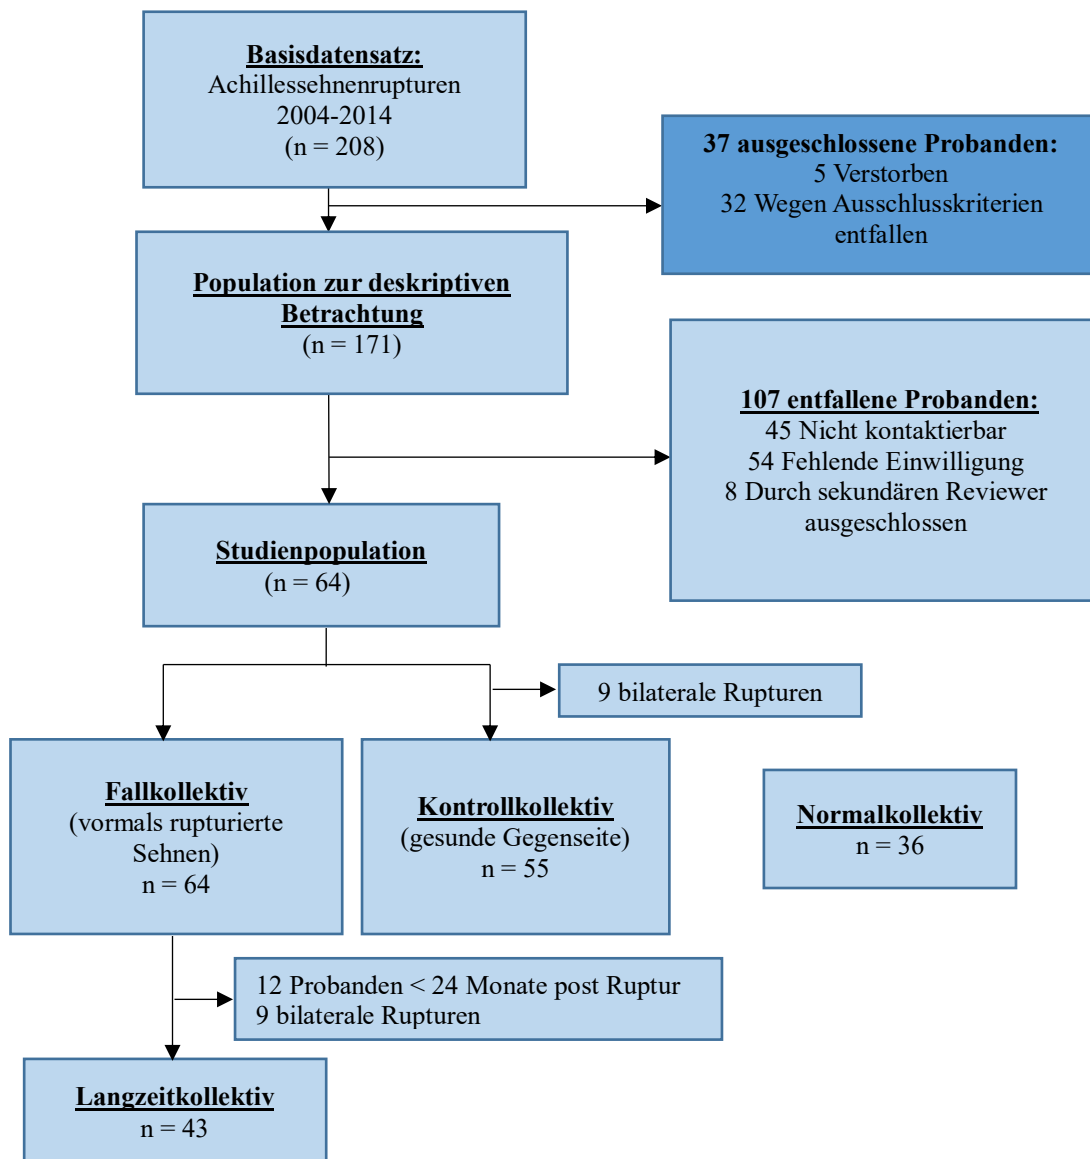 Basisdatensatz:
Achillessehnenrupturen
2004-2014
(n = 208)
37 ausgeschlossene Probanden:
5 Verstorben
32 Wegen Ausschlusskriterien
entfallen
Population zur deskriptiven
Betrachtung
(n = 171)
107 entfallene Probanden:
45 Nicht kontaktierbar
54 Fehlende Einwilligung
8 Durch sekundären Reviewer
ausgeschlossen
Studienpopulation
(n = 64)
9 bilaterale Rupturen
Fallkollektiv
(vormals rupturierte
Sehnen)
n = 64
Kontrollkollektiv
(gesunde Gegenseite)
n = 55
Normalkollektiv
n = 36
12 Probanden < 24 Monate post Ruptur
9 bilaterale Rupturen
Langzeitkollektiv
n = 43